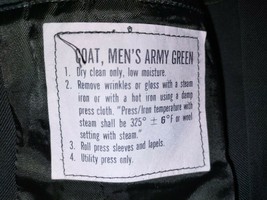 COAT, MEN'S ARMY GREEN
1. Dry clean only, low moisture.
2. Remove wrinkles or gloss with a steam
iron or with a hot iron using a damp
press cloth. "Press/Iron temperature with
steam shall be 325° ± 6°F or wool
setting with steam."
3. Roll press sleeves and lapels.
4. Utility press only.